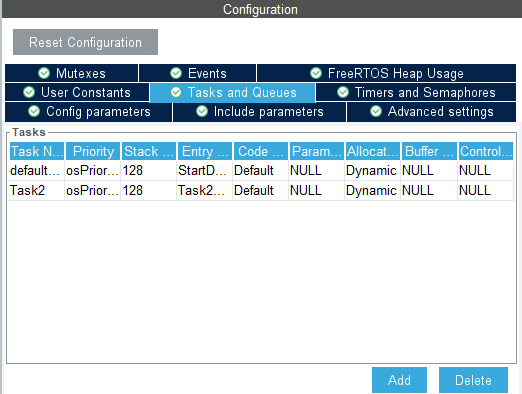 Configuration
Reset Configuration
Mutexes Events FreeRTOS Heap Usage
User Constants Tasks and Queues Timers and Semaphores
Config parameters Include parameters Advanced settings
Tasks
Task N... Priority Stack ... Entry ... Code ... Param... Allocat... Buffer ... Control...
default... osPrior... 128 StartD... Default NULL Dynamic NULL NULL
Task2 osPrior... 128 Task2... Default NULL Dynamic NULL NULL
Add Delete